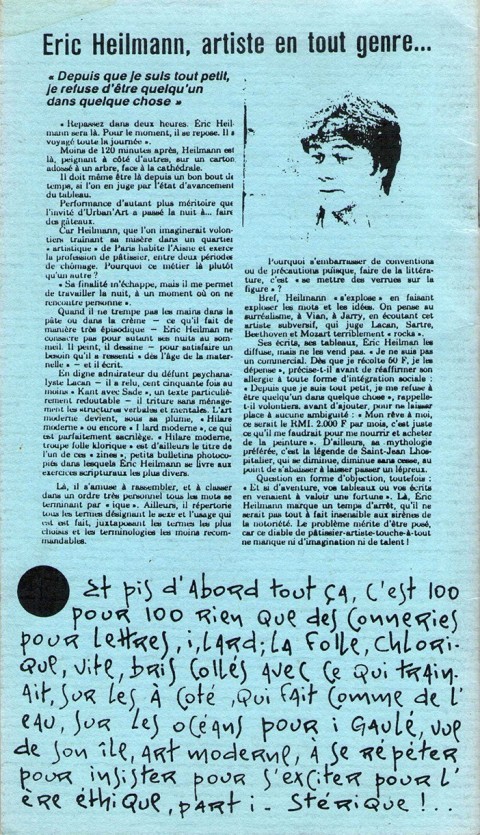 Eric Heilmann, artiste en tout genre...
« Depuis que je suis tout petit,
je refuse d'être quelqu'un
dans quelque chose »
« Repassez dans deux heures. Éric Heil-
mann sera là. Pour le moment, il se repose. Il a
voyagé toute la journée ».
Moins de 120 minutes après, Heilmann est
là, peignant à côté d'autres, sur un carton
adossé à un arbre, face à la cathédrale.
Il doit même être là depuis un bon bout de
temps, si l'on en juge par l'état d'avancement
du tableau.
Performance d'autant plus méritoire que
l'invité d'Urban'Art a passé la nuit à... faire
des gâteaux.
Car Heilmann, que l'on imaginerait volon-
tiers trainant sa misère dans un quartier
« artistique » de Paris habite l'Aisne et exerce
la profession de pâtissier, entre deux périodes
de chômage. Pourquoi ce métier là plutôt
qu'un autre ?
« Sa finalité m'échappe, mais il me permet
de travailler la nuit, à un moment où on ne
rencontre personne ».
Quand il ne trempe pas les mains dans la
pâte ou dans la crème — ce qu'il fait de
manière très épisodique — Eric Heilman ne
consacre pas pour autant ses nuits au som-
meil. Il peint, il dessine — pour satisfaire un
besoin qu'il a ressenti « dès l'âge de la mater-
nelle » — et il écrit.
En digne admirateur du défunt psychana-
lyste Lacan — il a relu, cent cinquante fois au
moins « Kant avec Sade », un texte particuliè-
rement redoutable — il triture sans ménage-
ment les structures verbales et mentales. L'art
moderne devient, sous sa plume, « Hilare
moderne » ou encore « I lard moderne », ce qui
est parfaitement sacrilège. « Hilare moderne,
troupe folle klorique » est d'ailleurs le titre de
l'un de ces « zines », petits bulletins photoco-
piés dans lesquels Eric Heilmann se livre aux
exercices scripturaux les plus divers.
Là, il s'amuse à rassembler, et à classer
dans un ordre très personnel tous les mots se
terminant par « ique ». Ailleurs, il répertorie
tous les termes désignant le sexe et l'usage qui
en est fait, juxtaposant les termes les plus
choisis et les terminologies les moins recom-
mandables.
Pourquoi s'embarrasser de conventions
ou de précautions puisque, faire de la littéra-
ture, c'est « se mettre des verrues sur la
figure » ?
Bref, Heilmann « s'explose » en faisant
exploser les mots et les idées. On pense au
surréalisme, à Vian, à Jarry, en écoutant cet
artiste subversif, qui juge Lacan, Sartre,
Beethoven et Mozart terriblement « rocks ».
Ses écrits, ses tableaux, Eric Heilman les
diffuse, mais ne les vend pas. « Je ne suis pas
un commercial. Dès que je récolte 60 F, je les
dépense », précise-t-il avant de réaffirmer son
allergie à toute forme d'intégration sociale :
« Depuis que je suis tout petit, je me refuse à
être quelqu'un dans quelque chose », rappelle-
t-il volontiers, avant d'ajouter, pour ne laisser
place à aucune ambiguïté : « Mon rêve à moi,
ce serait le RMI. 2.000 F par mois, c'est juste
ce qu'il me faudrait pour me nourrir et acheter
de la peinture ». D'ailleurs, sa mythologie
préférée, c'est la légende de Saint-Jean Lhos-
pitalier, qui se diminue, diminue sans cesse, au
point de s'abaisser à laisser passer un lépreux.
Question en forme d'objection, toutefois :
« Et si d'aventure, vos tableaux ou vos écrits
en venaient à valoir une fortune ». Là, Éric
Heilmann marque un temps d'arrêt, qu'il ne
serait pas tout à fait insensible aux sirènes de
la notoriété. Le problème mérite d'être posé,
car ce diable de pâtissier-artiste-touche-à-tout
ne manque ni d'imagination ni de talent !
Et pis d'Abord tout ça, c'est 100
pour 100 rien que des conneries
pour lettres, i, lard; la folle, chlori-
que, vite, bris collés avec ce qui train-
ait, sur les, à coté, qui fait comme de l'
eau, sur les océans pour i Gaulé, vue
de son île, art moderne, à se répéter
pour insister pour s'exciter pour l'
ère éthique, part i - stérique !..